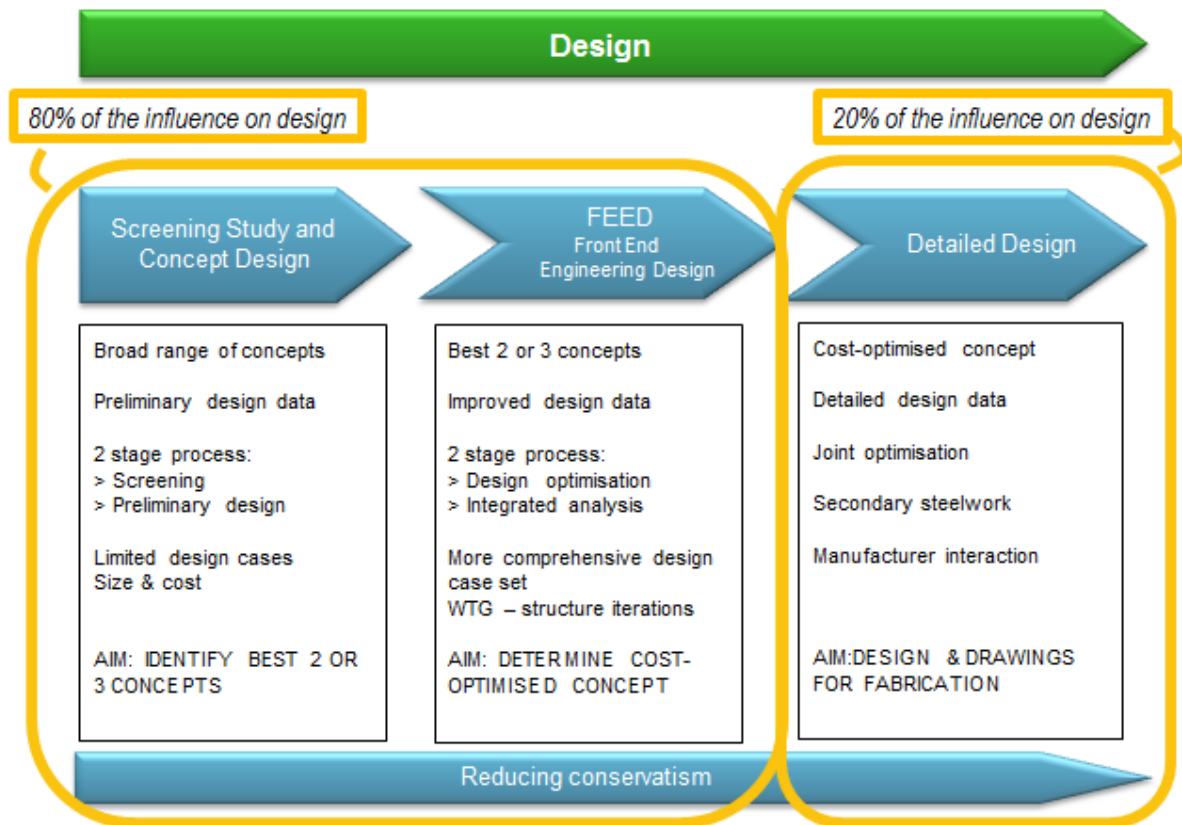 Design
80% of the influence on design
20% of the influence on design
Screening Study and
Concept Design
FEED
Front End
Engineering Design
Detailed Design
Broad range of concepts
Preliminary design data
2 stage process:
> Screening
> Preliminary design
Limited design cases
Size & cost
AIM: IDENTIFY BEST 2 OR
3 CONCEPTS
Best 2 or 3 concepts
Improved design data
2 stage process:
> Design optimisation
> Integrated analysis
More comprehensive design
case set
WTG – structure iterations
AIM: DETERMINE COST-
OPTIMISED CONCEPT
Cost-optimised concept
Detailed design data
Joint optimisation
Secondary steelwork
Manufacturer interaction
AIM:DESIGN & DRAWINGS
FOR FABRICATION
Reducing conservatism